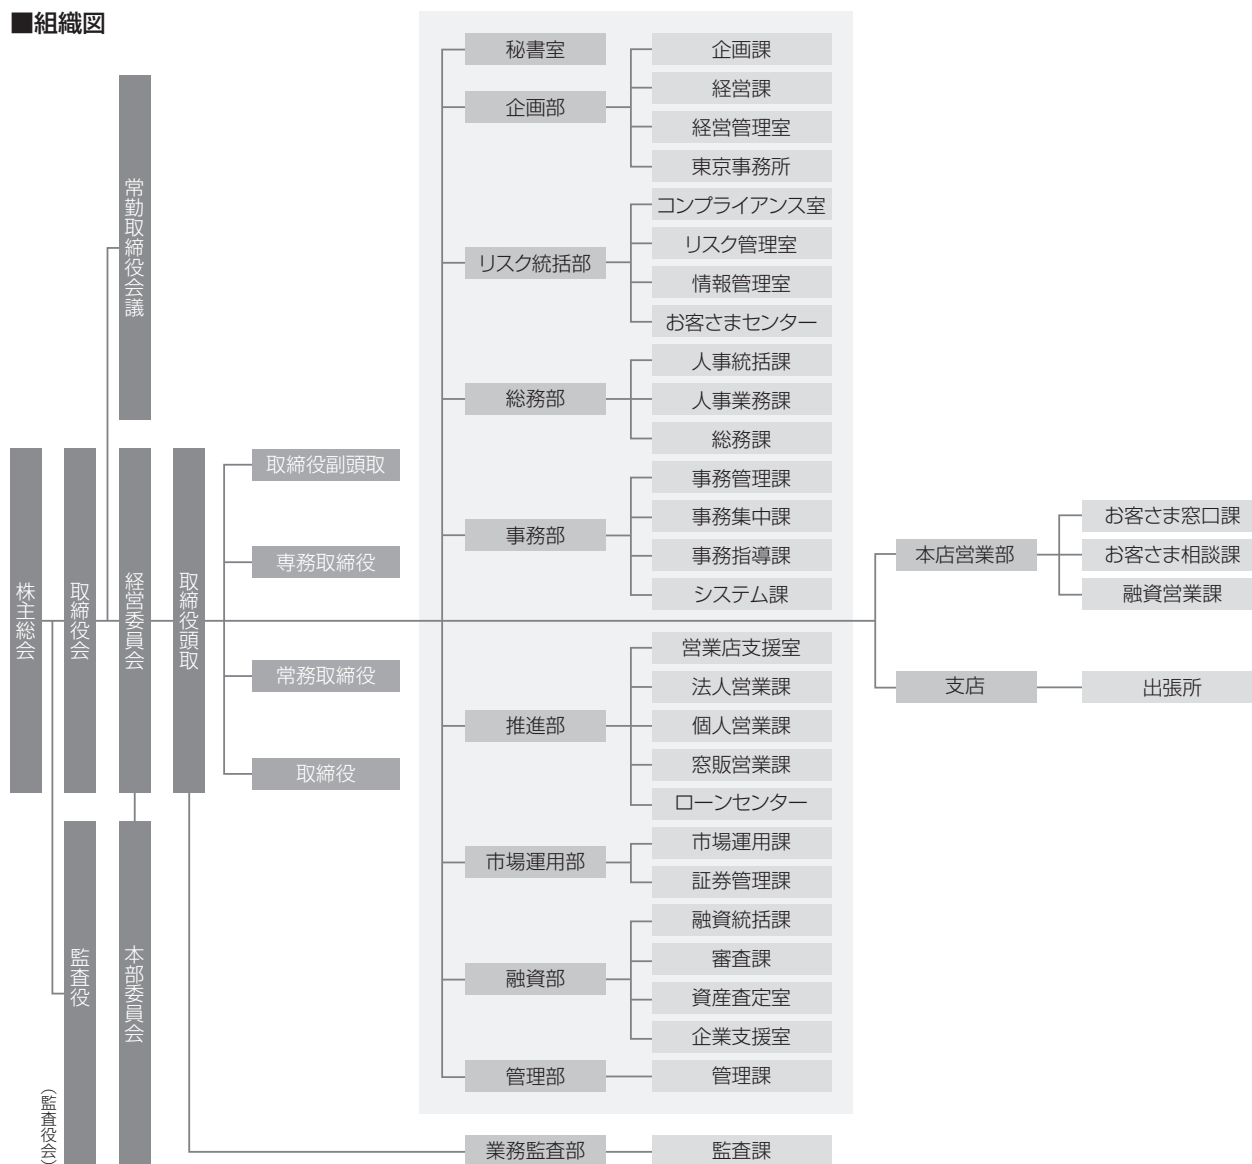 ■組織図
株主総会
取締役会
監査役
(監査役会)
常勤取締役会議
経営委員会
本部委員会
取締役頭取
取締役副頭取
専務取締役
常務取締役
取締役
秘書室
企画部
企画課
経営課
経営管理室
東京事務所
リスク統括部
コンプライアンス室
リスク管理室
情報管理室
お客さまセンター
総務部
人事統括課
人事業務課
総務課
事務部
事務管理課
事務集中課
事務指導課
システム課
推進部
営業店支援室
法人営業課
個人営業課
窓販営業課
ローンセンター
市場運用部
市場運用課
証券管理課
融資部
融資統括課
審査課
資産査定室
企業支援室
管理部
管理課
業務監査部
監査課
本店営業部
お客さま窓口課
お客さま相談課
融資営業課
支店
出張所